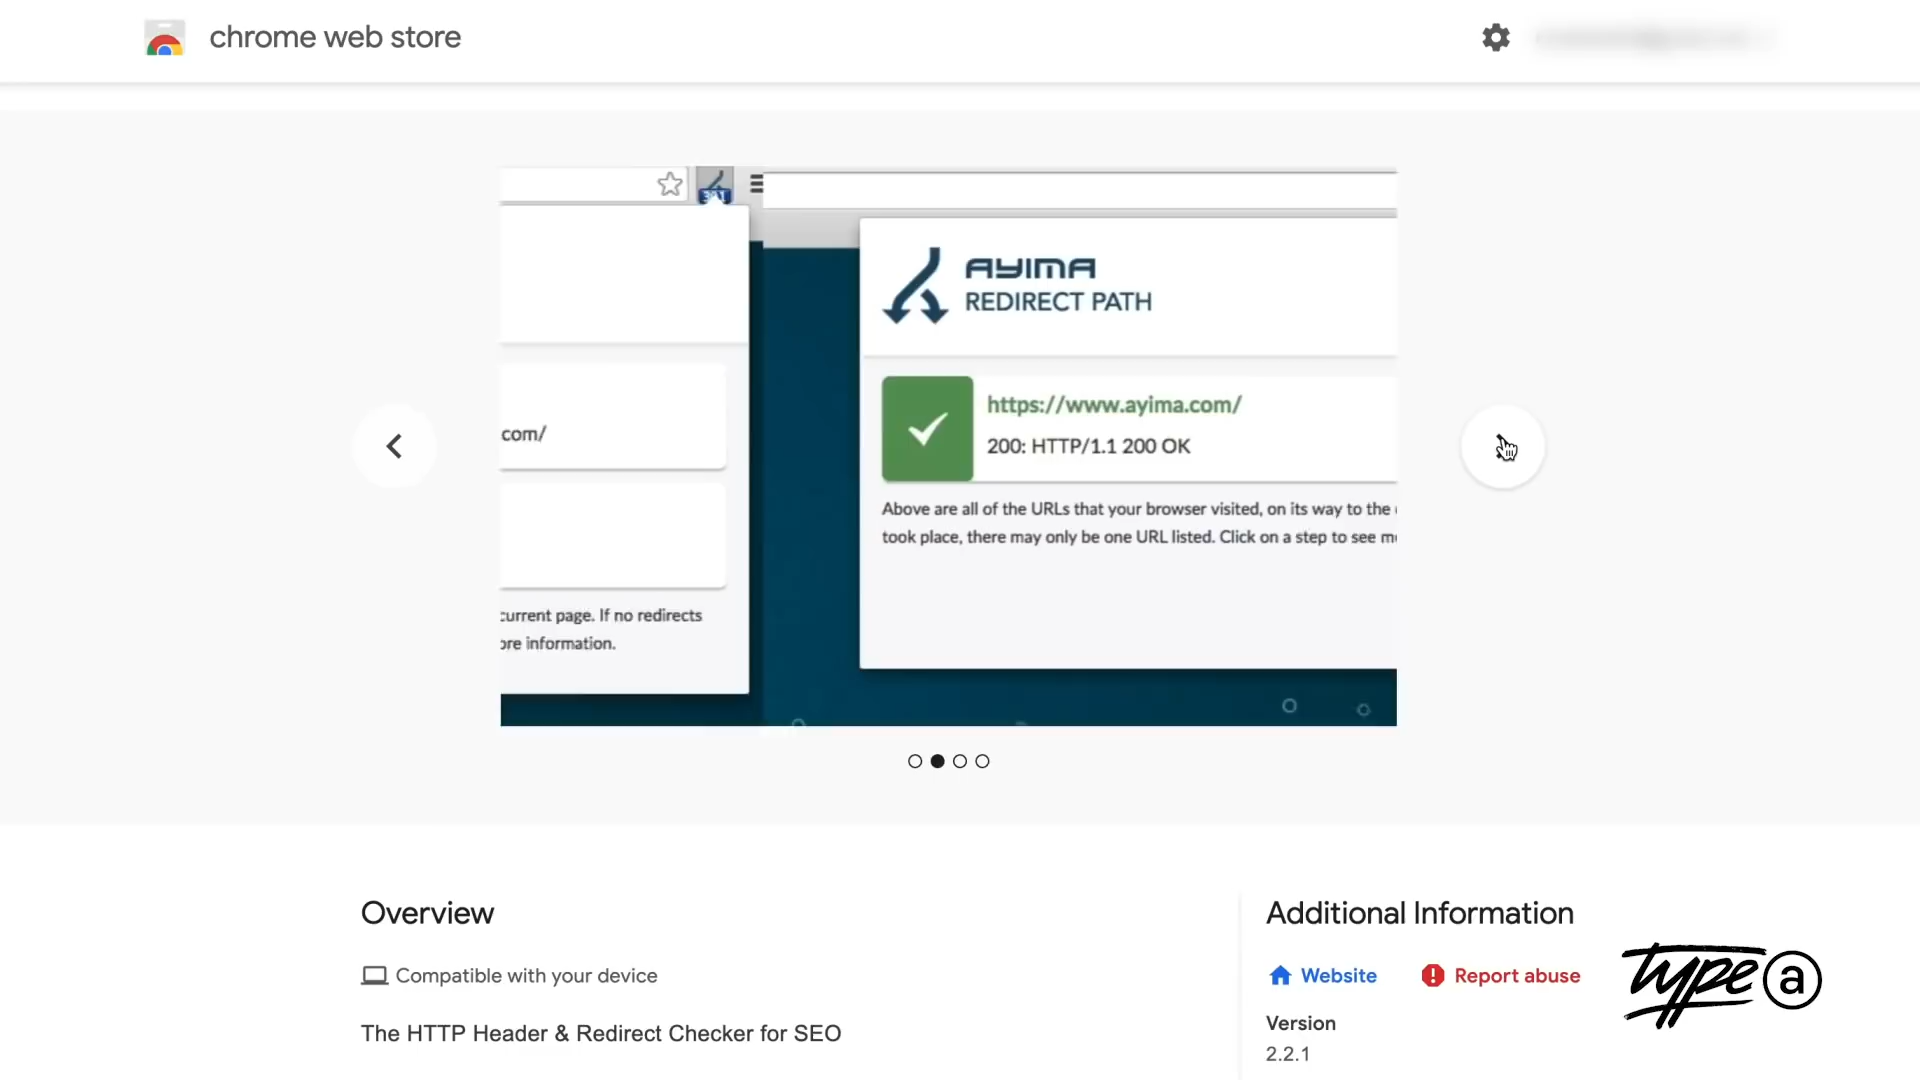 chrome web store
301
AYIMA
REDIRECT PATH
https://www.ayima.com/
com/
200: HTTP/1.1 200 OK
Above are all of the URLs that your browser visited, on its way to the
took place, there may only be one URL listed. Click on a step to see
current page. If no redirects
ore information.
Overview
Additional Information
Compatible with your device
Website
Report abuse
type a
The HTTP Header & Redirect Checker for SEO
Version
2.2.1